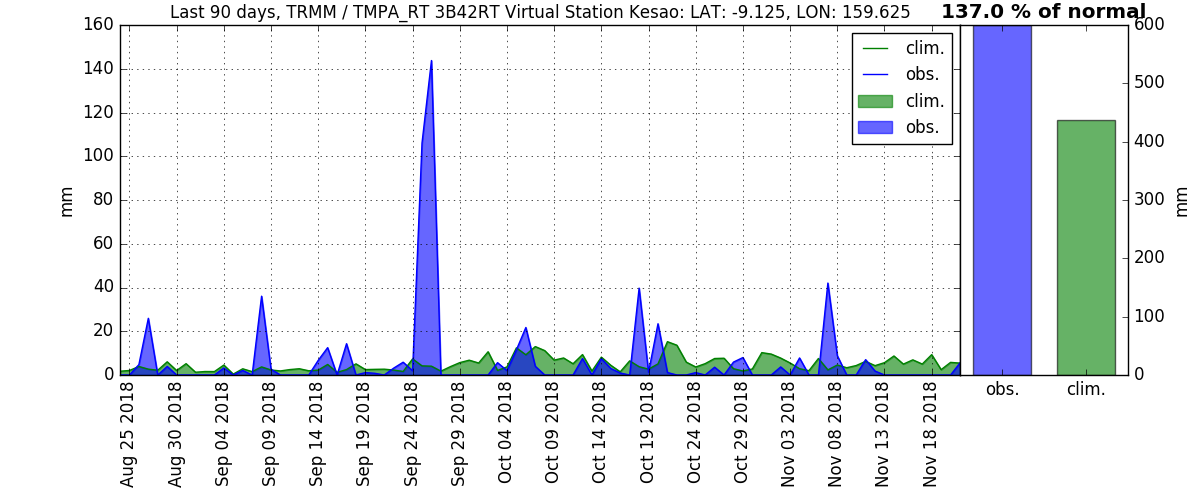 Last 90 days, TRMM / TMPA_RT 3B42RT Virtual Station Kesao: LAT: -9.125, LON: 159.625
137.0 % of normal
mm
160
140
120
100
80
60
40
20
0
clim.
obs.
clim.
obs.
600
500
400
300
200
100
0
mm
Aug 25 2018
Aug 30 2018
Sep 04 2018
Sep 09 2018
Sep 14 2018
Sep 19 2018
Sep 24 2018
Sep 29 2018
Oct 04 2018
Oct 09 2018
Oct 14 2018
Oct 19 2018
Oct 24 2018
Oct 29 2018
Nov 03 2018
Nov 08 2018
Nov 13 2018
Nov 18 2018
obs.
clim.